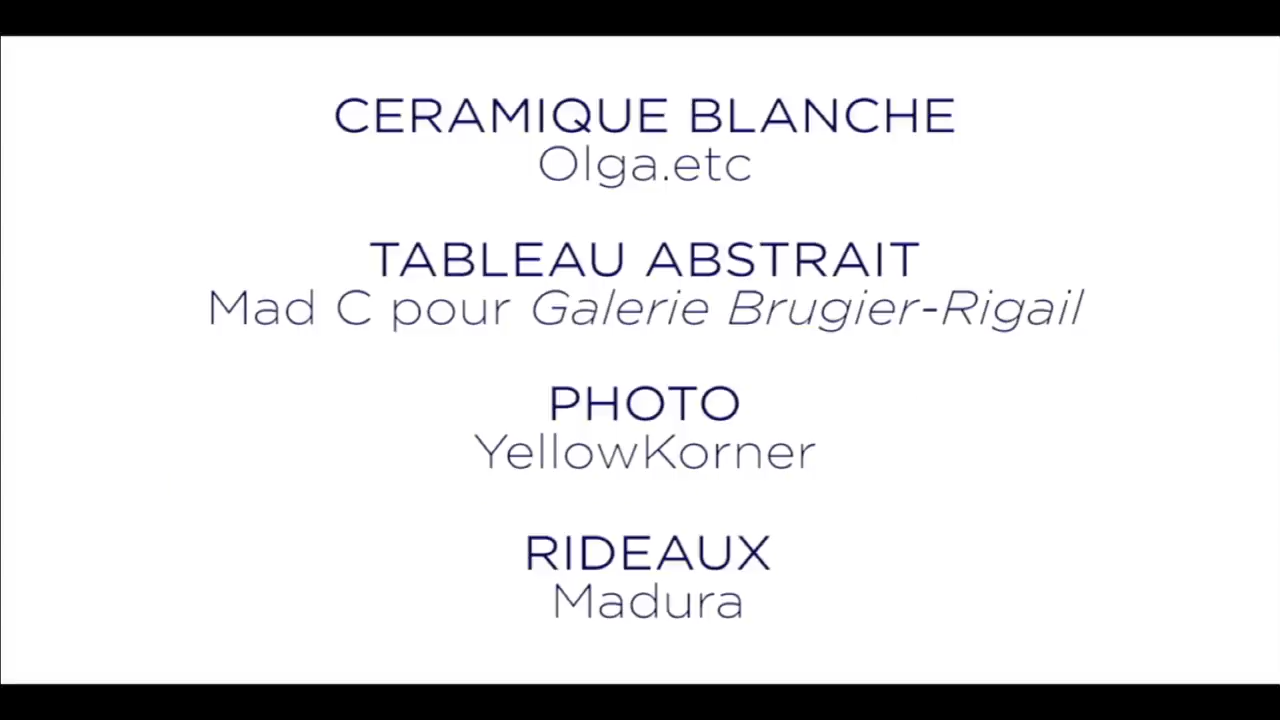 CERAMIQUE BLANCHE
Olga.etc
TABLEAU ABSTRAIT
Mad C pour Galerie Brugier-Rigail
PHOTO
YellowKorner
RIDEAUX
Madura